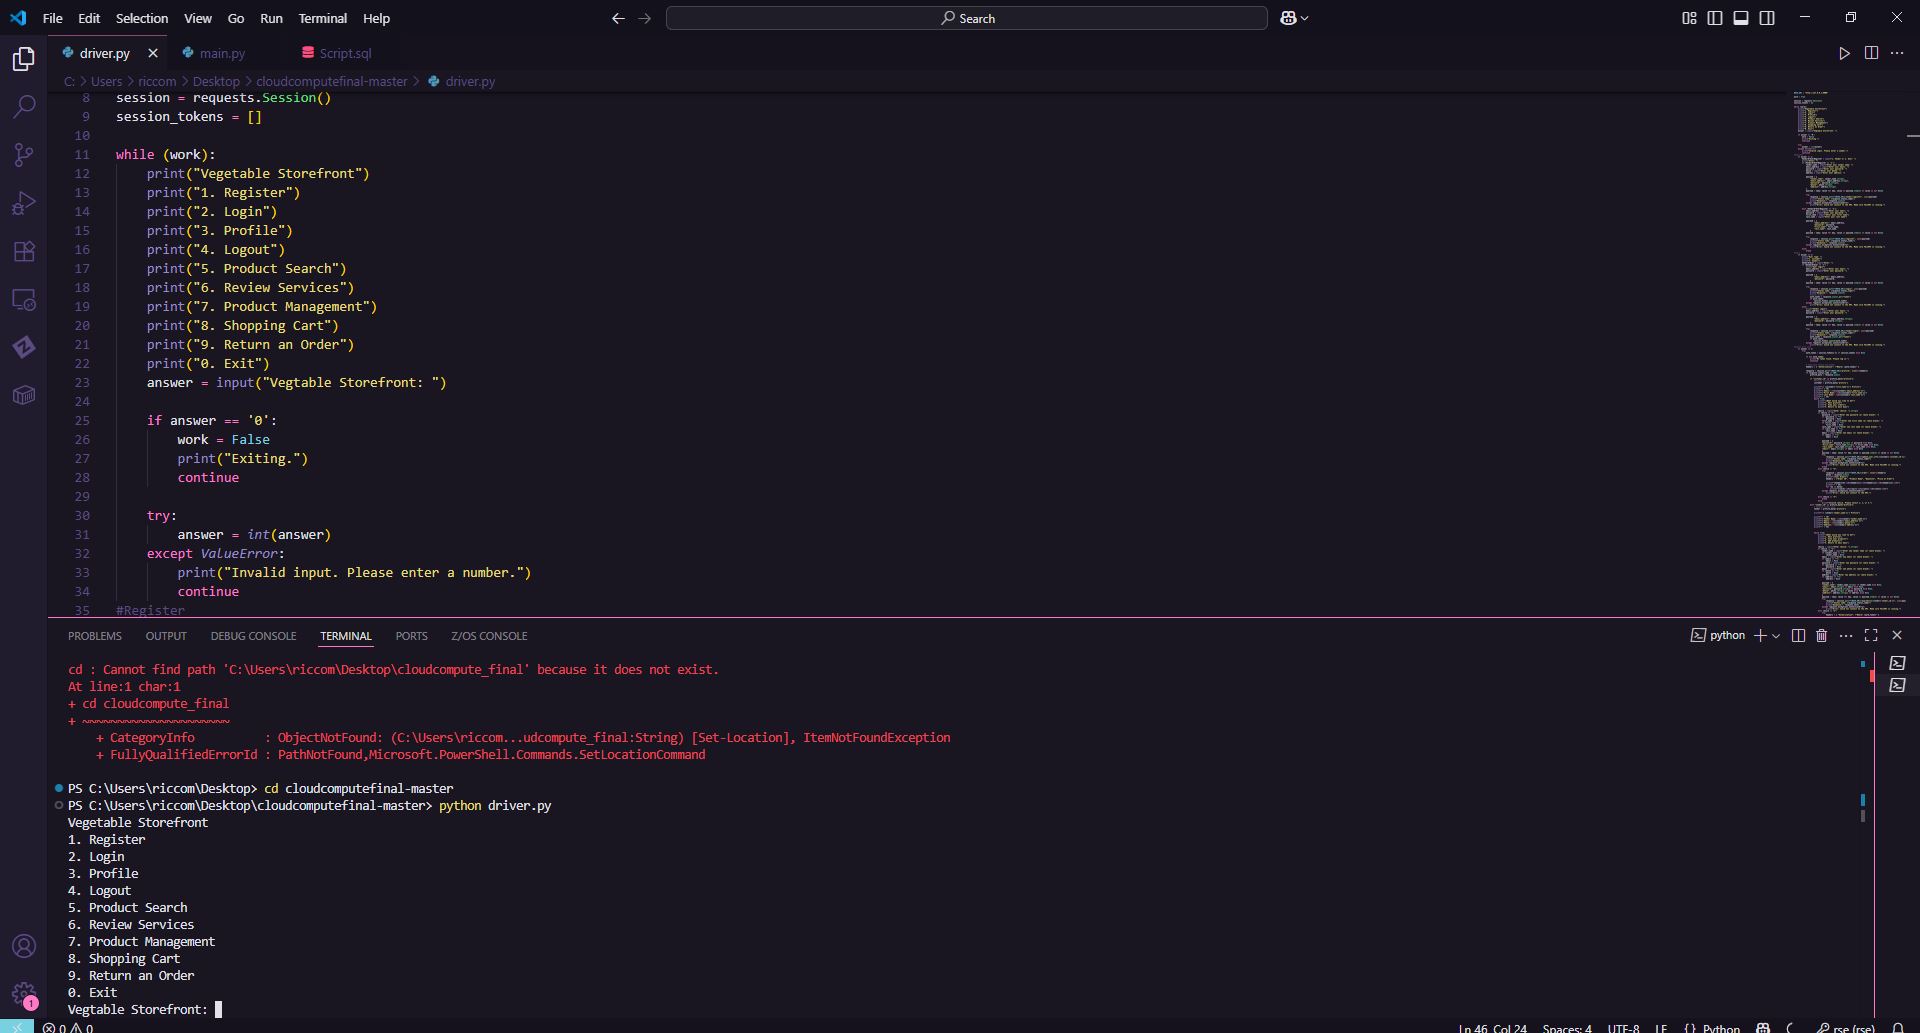 File Edit Selection View Go Run Terminal Help
Search
driver.py
main.py
Script.sql
C: > Users > riccom > Desktop > cloudcomputefinal-master > driver.py
8 session = requests.Session()
9 session_tokens = []
10
11 while (work):
12 print("Vegetable Storefront")
13 print("1. Register")
14 print("2. Login")
15 print("3. Profile")
16 print("4. Logout")
17 print("5. Product Search")
18 print("6. Review Services")
19 print("7. Product Management")
20 print("8. Shopping Cart")
21 print("9. Return an Order")
22 print("0. Exit")
23 answer = input("Vegtable Storefront: ")
24
25 if answer == '0':
26 work = False
27 print("Exiting.")
28 continue
29
30 try:
31 answer = int(answer)
32 except ValueError:
33 print("Invalid input. Please enter a number.")
34 continue
35 #Register
PROBLEMS OUTPUT DEBUG CONSOLE TERMINAL PORTS Z/OS CONSOLE
python
cd : Cannot find path 'C:\Users\riccom\Desktop\cloudcompute_final' because it does not exist.
At line:1 char:1
+ cd cloudcompute_final
+ ~~~~~~~~~~~~~~~~~~~~~
+ CategoryInfo : ObjectNotFound: (C:\Users\riccom...udcompute_final:String) [Set-Location], ItemNotFoundException
+ FullyQualifiedErrorId : PathNotFound,Microsoft.PowerShell.Commands.SetLocationCommand
PS C:\Users\riccom\Desktop> cd cloudcomputefinal-master
PS C:\Users\riccom\Desktop\cloudcomputefinal-master> python driver.py
Vegetable Storefront
1. Register
2. Login
3. Profile
4. Logout
5. Product Search
6. Review Services
7. Product Management
8. Shopping Cart
9. Return an Order
0. Exit
Vegtable Storefront:
1
0 0
Ln 46, Col 24 Spaces: 4 UTF-8 LF {} Python rse (rse)